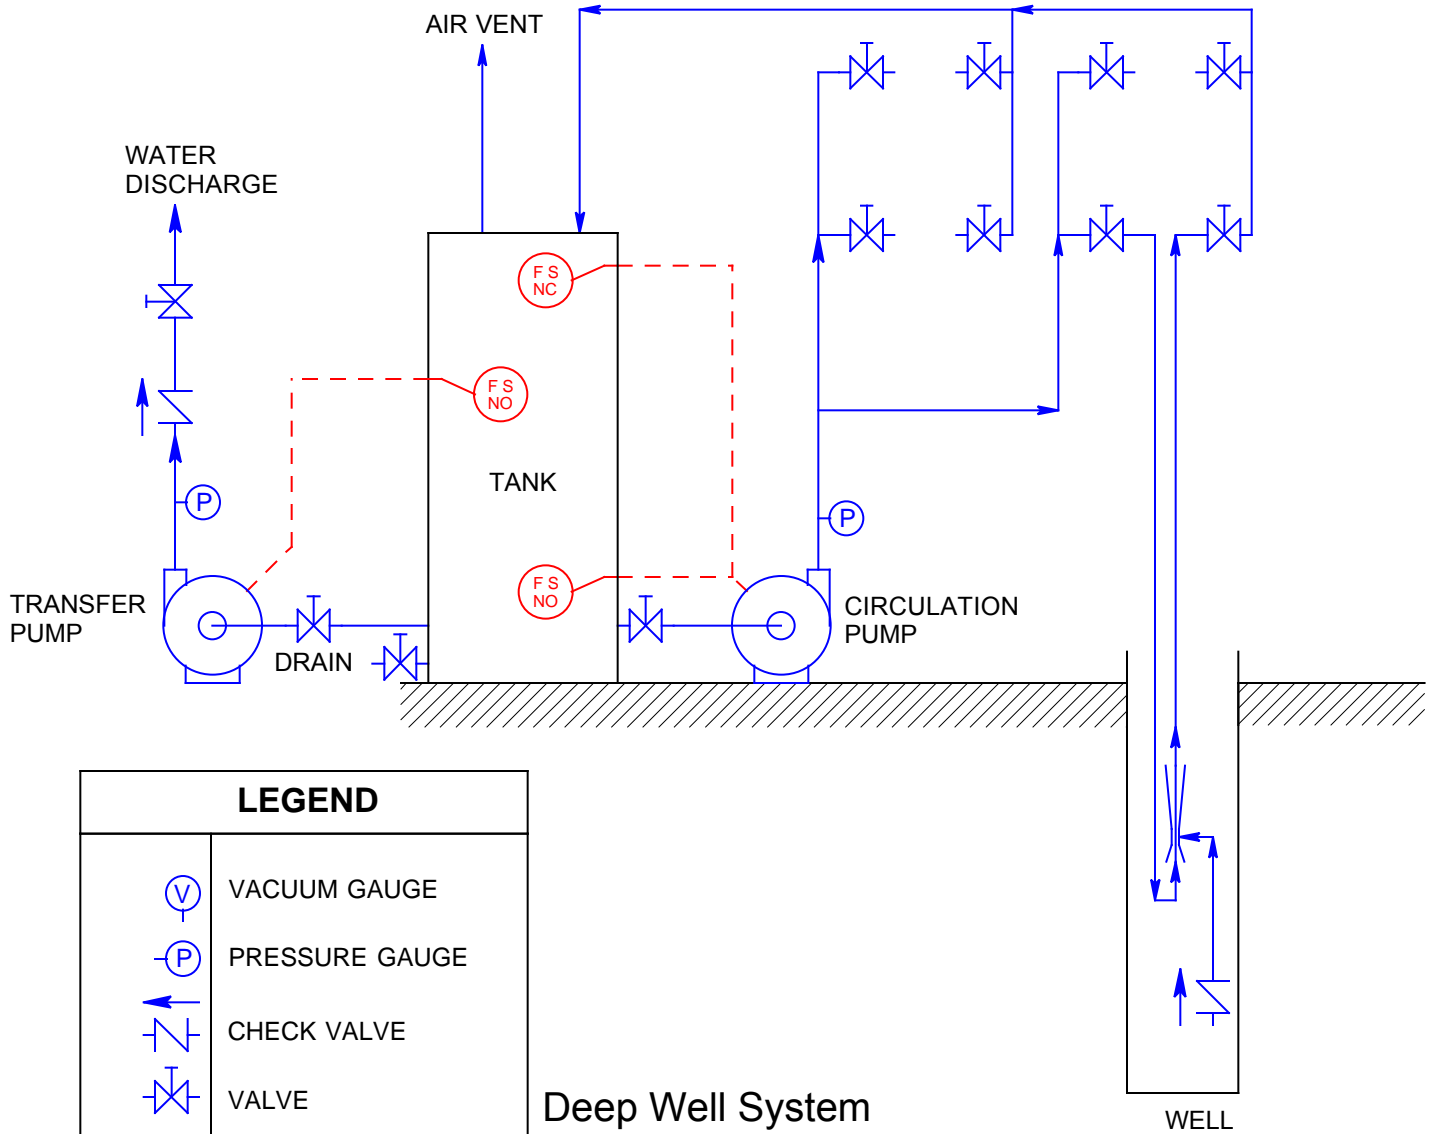 AIR VENT
WATER
DISCHARGE
F S
NC
F S
NO
TANK
P
P
F S
NO
TRANSFER
PUMP
CIRCULATION
PUMP
DRAIN
LEGEND
V VACUUM GAUGE
P PRESSURE GAUGE
CHECK VALVE
VALVE
Deep Well System
WELL